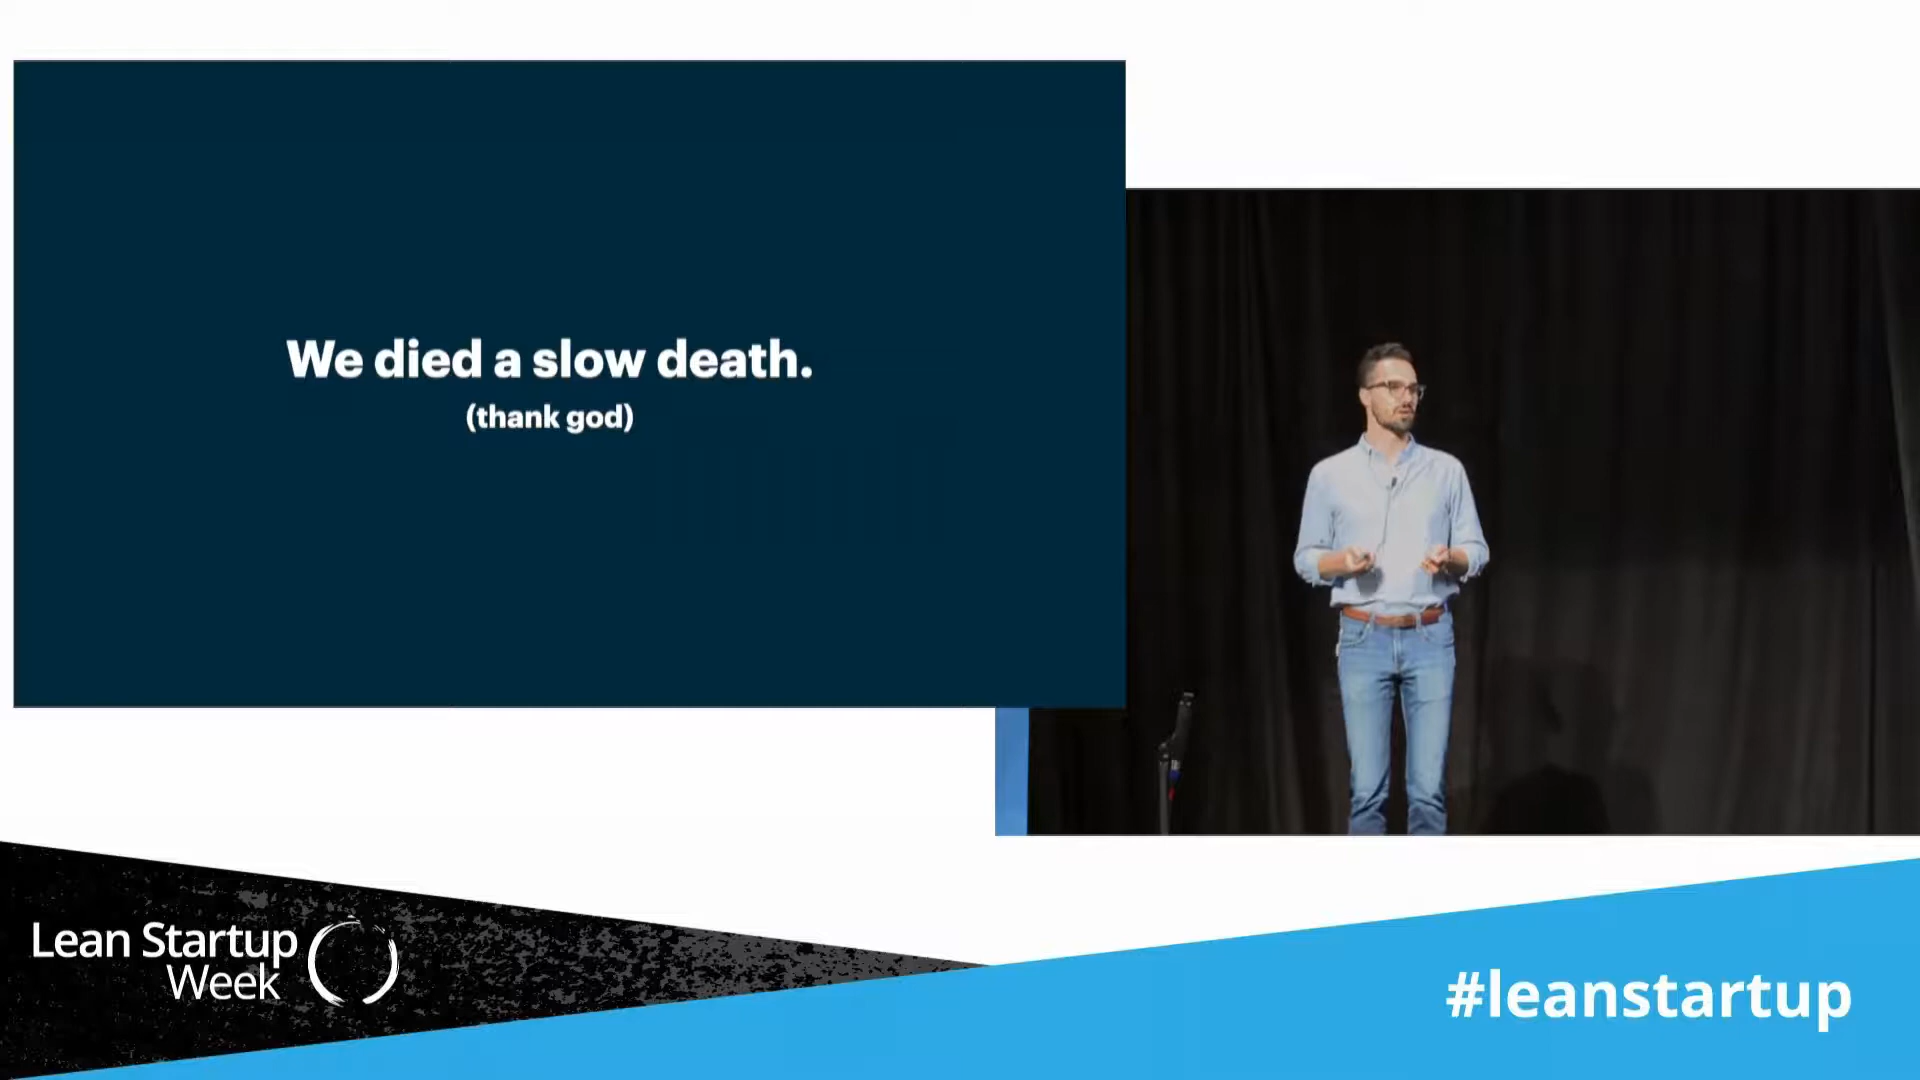 We died a slow death.
(thank god)
Lean Startup
Week
#leanstartup